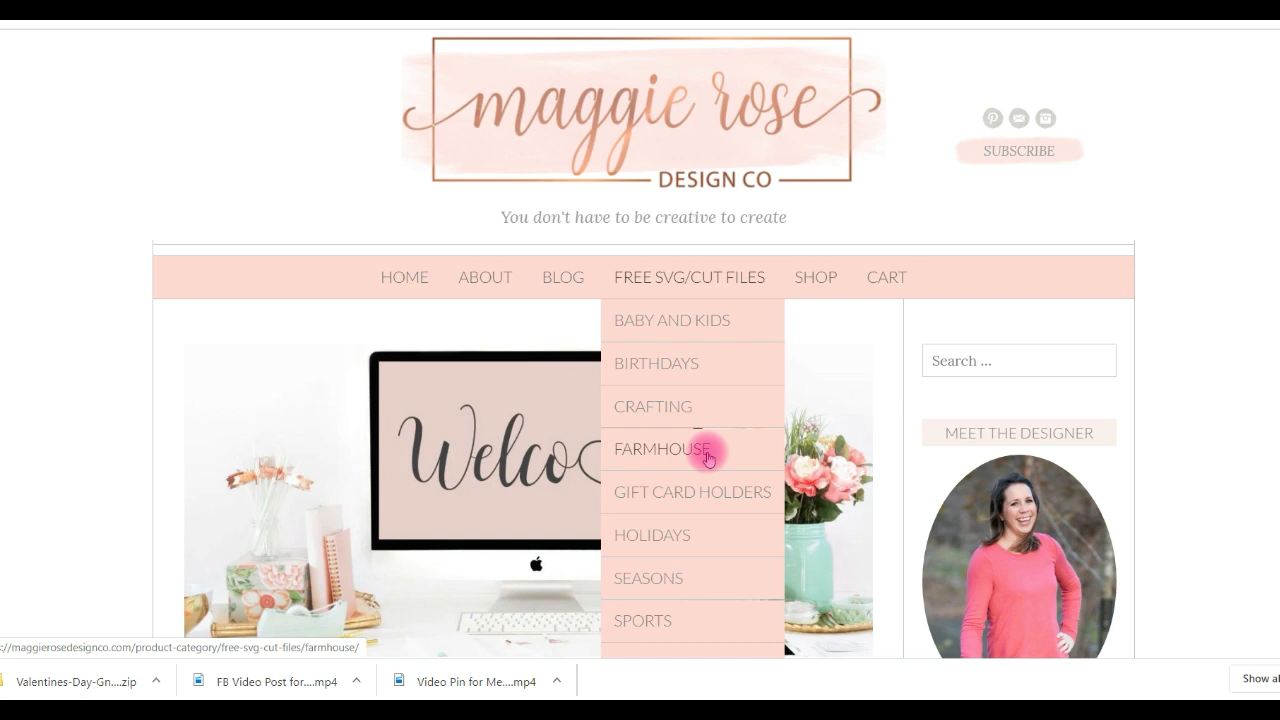 maggie rose
DESIGN CO
SUBSCRIBE
You don't have to be creative to create
HOME ABOUT BLOG FREE SVG/CUT FILES SHOP CART
BABY AND KIDS
BIRTHDAYS
CRAFTING
FARMHOUSE
GIFT CARD HOLDERS
HOLIDAYS
SEASONS
SPORTS
Welco
Search ...
MEET THE DESIGNER
://maggierosedesignco.com/product-category/free-svg-cut-files/farmhouse/
Valentines-Day-Gn....zip FB Video Post for....mp4 Video Pin for Me....mp4 Show al